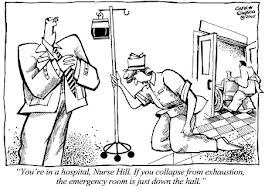 © 2002
"You're in a hospital, Nurse Hill. If you collapse from exhaustion,
the emergency room is just down the hall."